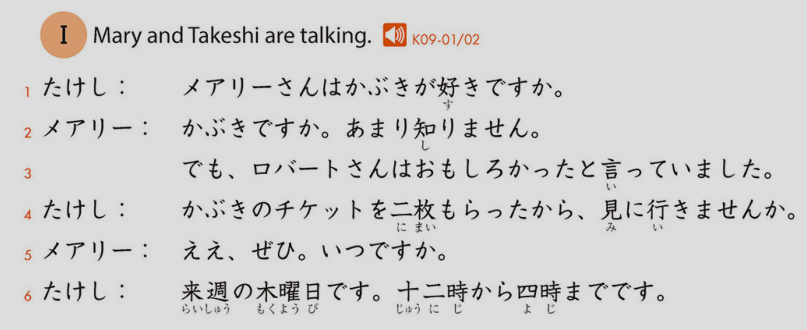 I Mary and Takeshi are talking. K09-01/02
1 たけし： メアリーさんはかぶきが好きですか。
す
2 メアリー： かぶきですか。あまり知りません。
し
3 でも、ロバートさんはおもしろかったと言っていました。
い
4 たけし： かぶきのチケットを二枚もらったから、見に行きませんか。
に まい み い
5 メアリー： ええ、ぜひ。いつですか。
6 たけし： 来週の木曜日です。十二時から四時までです。
らいしゅう もくよう び じゅう に じ よ じ